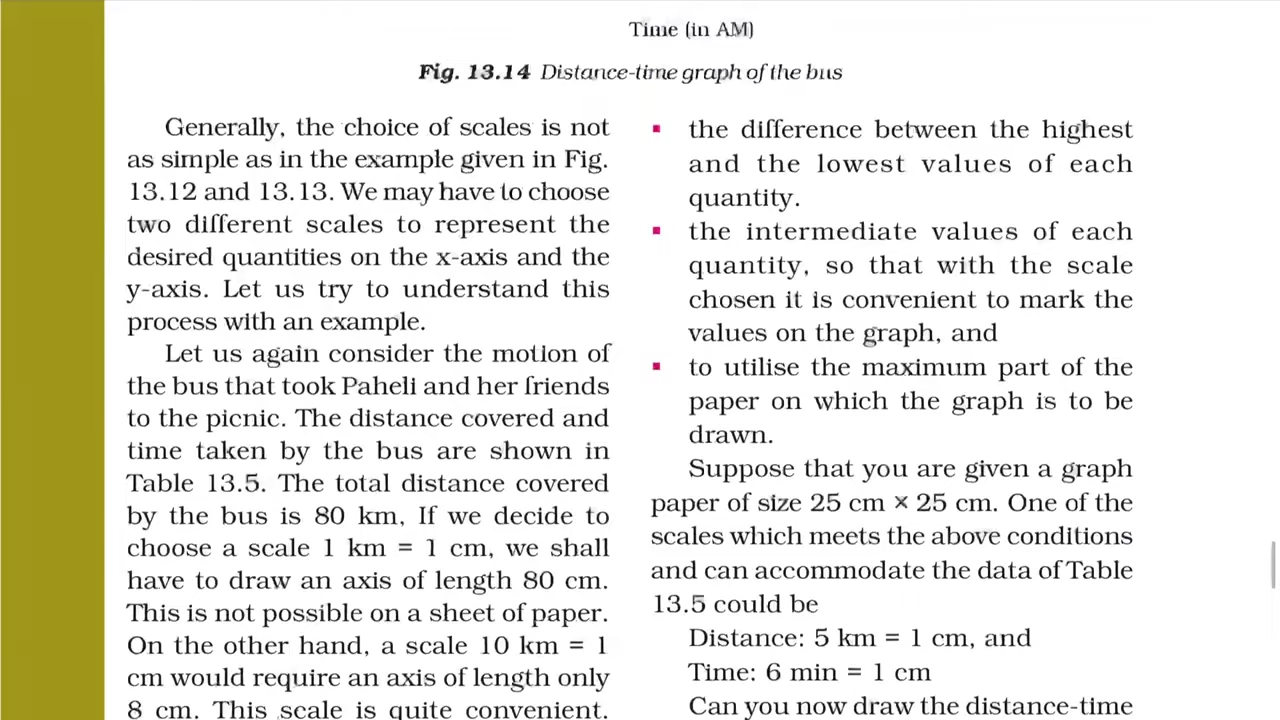 Time (in AM)
Fig. 13.14 Distance-time graph of the bus
Generally, the choice of scales is not
as simple as in the example given in Fig.
13.12 and 13.13. We may have to choose
two different scales to represent the
desired quantities on the x-axis and the
y-axis. Let us try to understand this
process with an example.
Let us again consider the motion of
the bus that took Paheli and her friends
to the picnic. The distance covered and
time taken by the bus are shown in
Table 13.5. The total distance covered
by the bus is 80 km, If we decide to
choose a scale 1 km = 1 cm, we shall
have to draw an axis of length 80 cm.
This is not possible on a sheet of paper.
On the other hand, a scale 10 km = 1
cm would require an axis of length only
8 cm. This scale is quite convenient.
▪ the difference between the highest
and the lowest values of each
quantity.
▪ the intermediate values of each
quantity, so that with the scale
chosen it is convenient to mark the
values on the graph, and
▪ to utilise the maximum part of the
paper on which the graph is to be
drawn.
Suppose that you are given a graph
paper of size 25 cm × 25 cm. One of the
scales which meets the above conditions
and can accommodate the data of Table
13.5 could be
Distance: 5 km = 1 cm, and
Time: 6 min = 1 cm
Can you now draw the distance-time